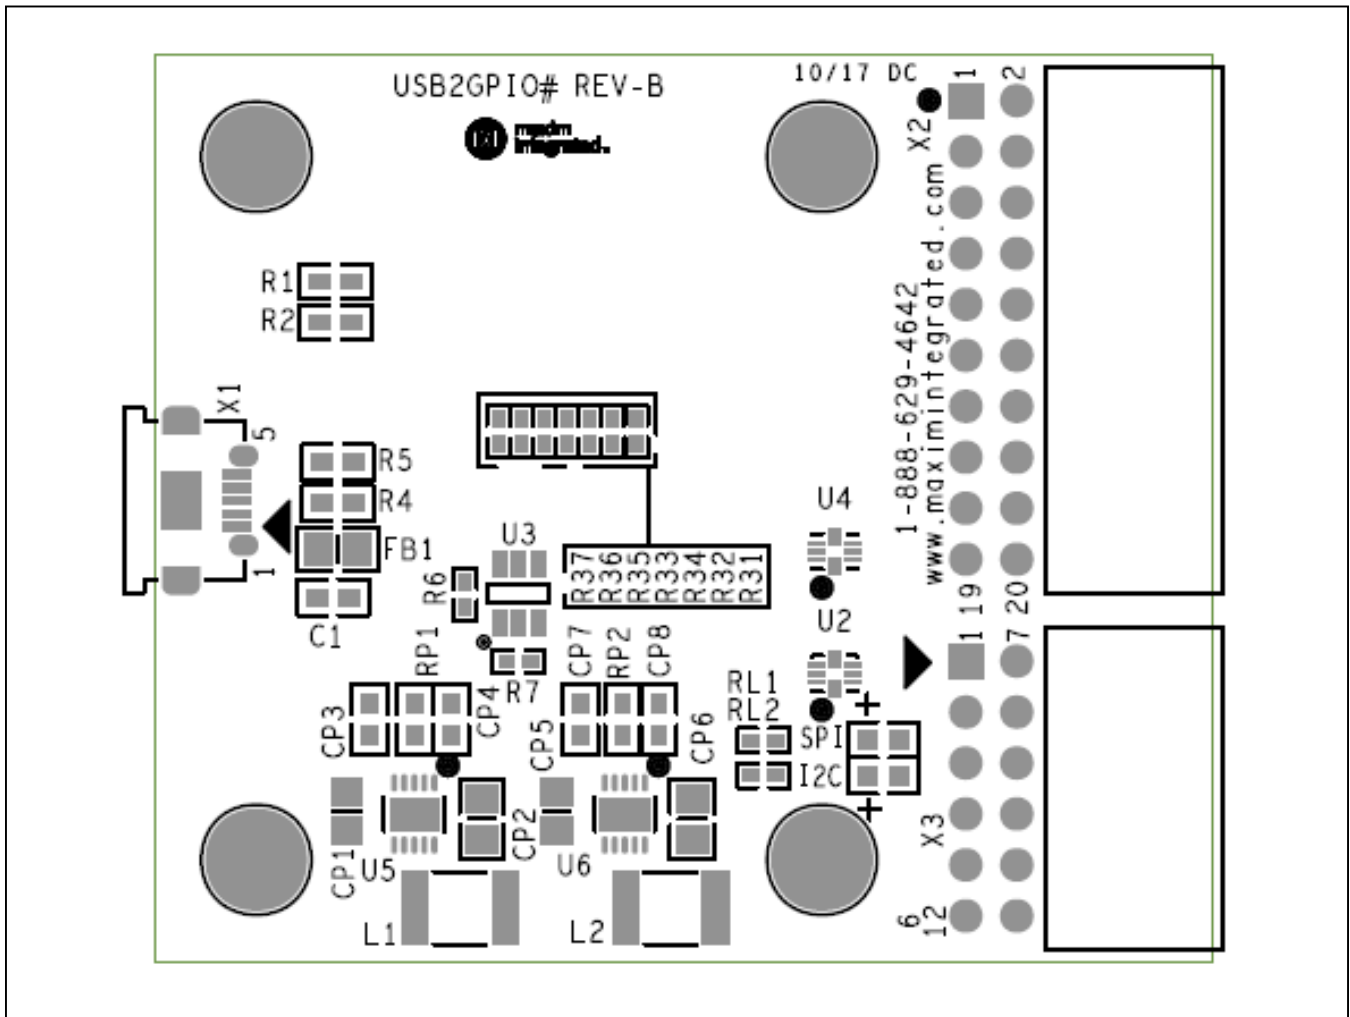 USB2GPIO# REV-B
maxim
integrated.
10/17 DC
1
2
X2
www.maximintegrated.com
1-888-629-4642
R1
R2
X1
5
R5
R4
FB1
1
C1
U3
R6
R37
R36
R35
R33
R34
R32
R31
U4
U2
19
20
1
7
RP1
CP7
RP2
CP8
R7
CP3
CP4
CP5
CP6
RL1
RL2
+
SPI
I2C
+
CP1
U5
CP2
U6
X3
L1
L2
6
12